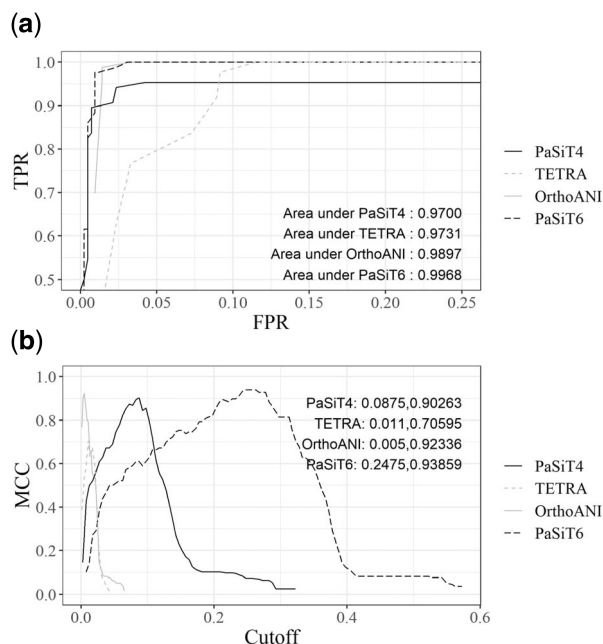 (a)
1.0
0.9
0.8
0.7
0.6
0.5
TPR
Area under PaSiT4 : 0.9700
Area under TETRA : 0.9731
Area under OrthoANI : 0.9897
Area under PaSiT6 : 0.9968
0.00 0.05 0.10 0.15 0.20 0.25
FPR
PaSiT4
TETRA
OrthoANI
PaSiT6
(b)
1.0
0.8
0.6
0.4
0.2
0.0
MCC
PaSiT4: 0.0875,0.90263
TETRA: 0.011,0.70595
OrthoANI: 0.005,0.92336
PaSiT6: 0.2475,0.93859
0.0 0.2 0.4 0.6
Cutoff
PaSiT4
TETRA
OrthoANI
PaSiT6